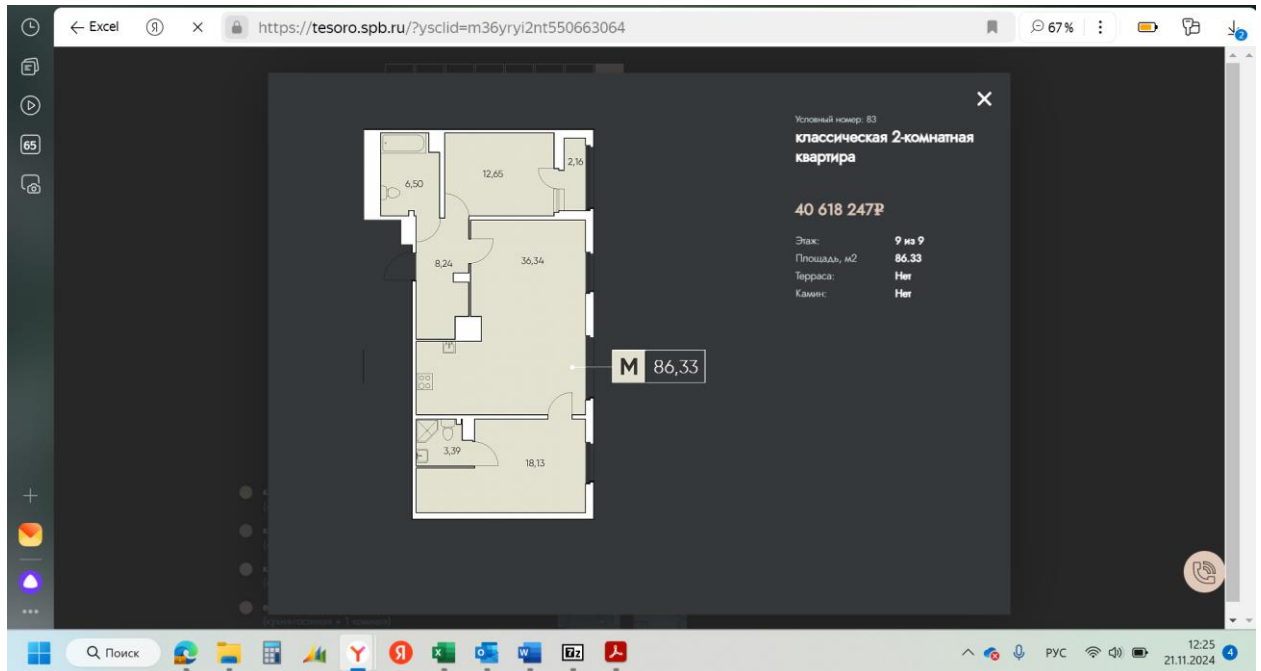 ← Excel
https://tesoro.spb.ru/?ysclid=m36yryi2nt550663064
67%
2
65
Условный номер: 83
классическая 2-комнатная
квартира
40 618 247₽
Этаж: 9 из 9
Площадь, м2 86.33
Терраса: Нет
Камин: Нет
6,50
12,65
2,16
8,24
36,34
M 86,33
3,39
18,13
Поиск
РУС
12:25
21.11.2024
4